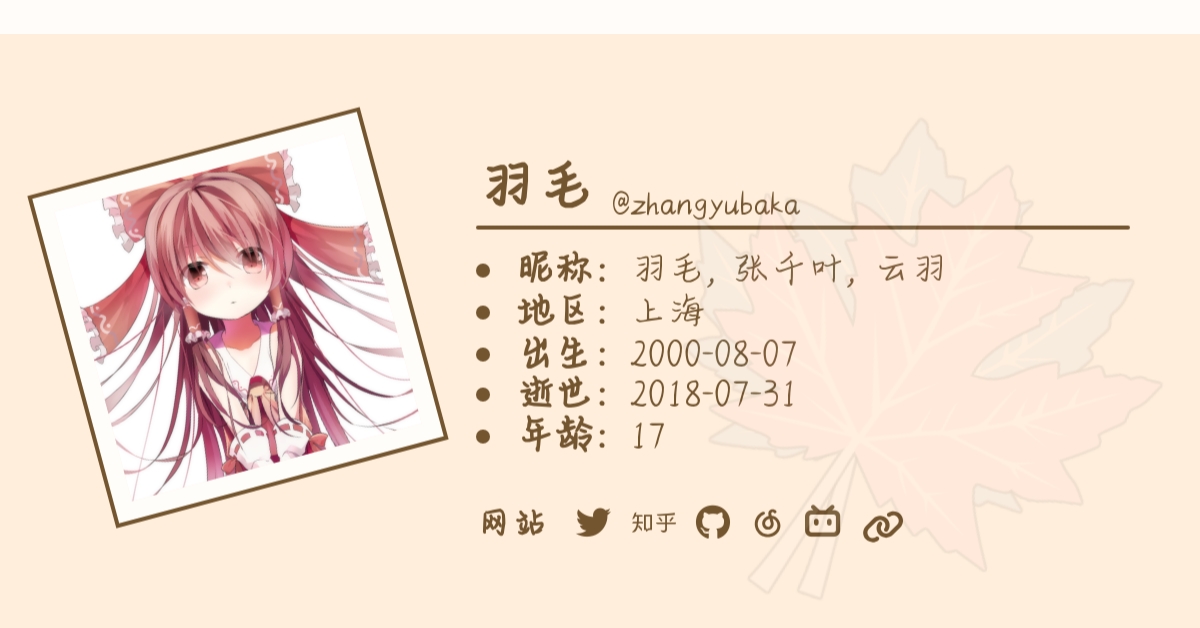 羽毛 @zhangyubaka
昵称：羽毛, 张千叶, 云羽
地区：上海
出生：2000-08-07
逝世：2018-07-31
年龄：17
网站 知乎